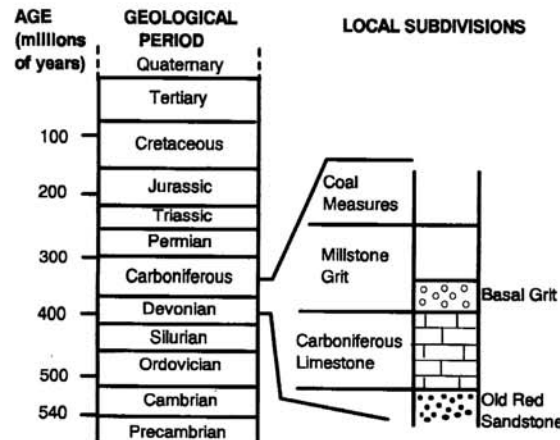 AGE
(millions
of years)
GEOLOGICAL
PERIOD
LOCAL SUBDIVISIONS
Quaternary
Tertiary
100
Cretaceous
200
Jurassic
Triassic
Permian
300
Carboniferous
400
Devonian
Silurian
Ordovician
500
Cambrian
540
Precambrian
Coal
Measures
Millstone
Grit
Basal Grit
Carboniferous
Limestone
Old Red
Sandstone